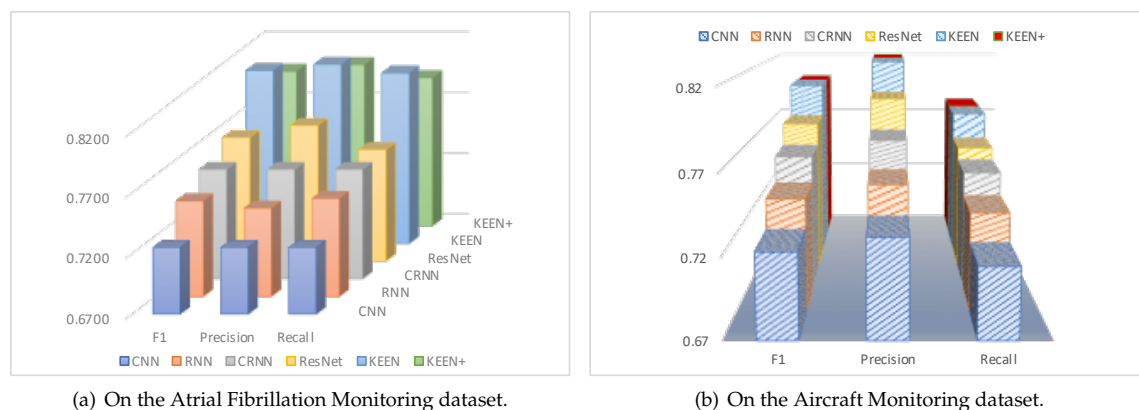 0.8200
0.7700
0.7200
0.6700
KEEN+
KEEN
ResNet
CRNN
RNN
CNN
F1 Precision Recall
CNN RNN CRNN ResNet KEEN KEEN+
(a) On the Atrial Fibrillation Monitoring dataset.
CNN RNN CRNN ResNet KEEN KEEN+
0.82
0.77
0.72
0.67
F1 Precision Recall
(b) On the Aircraft Monitoring dataset.